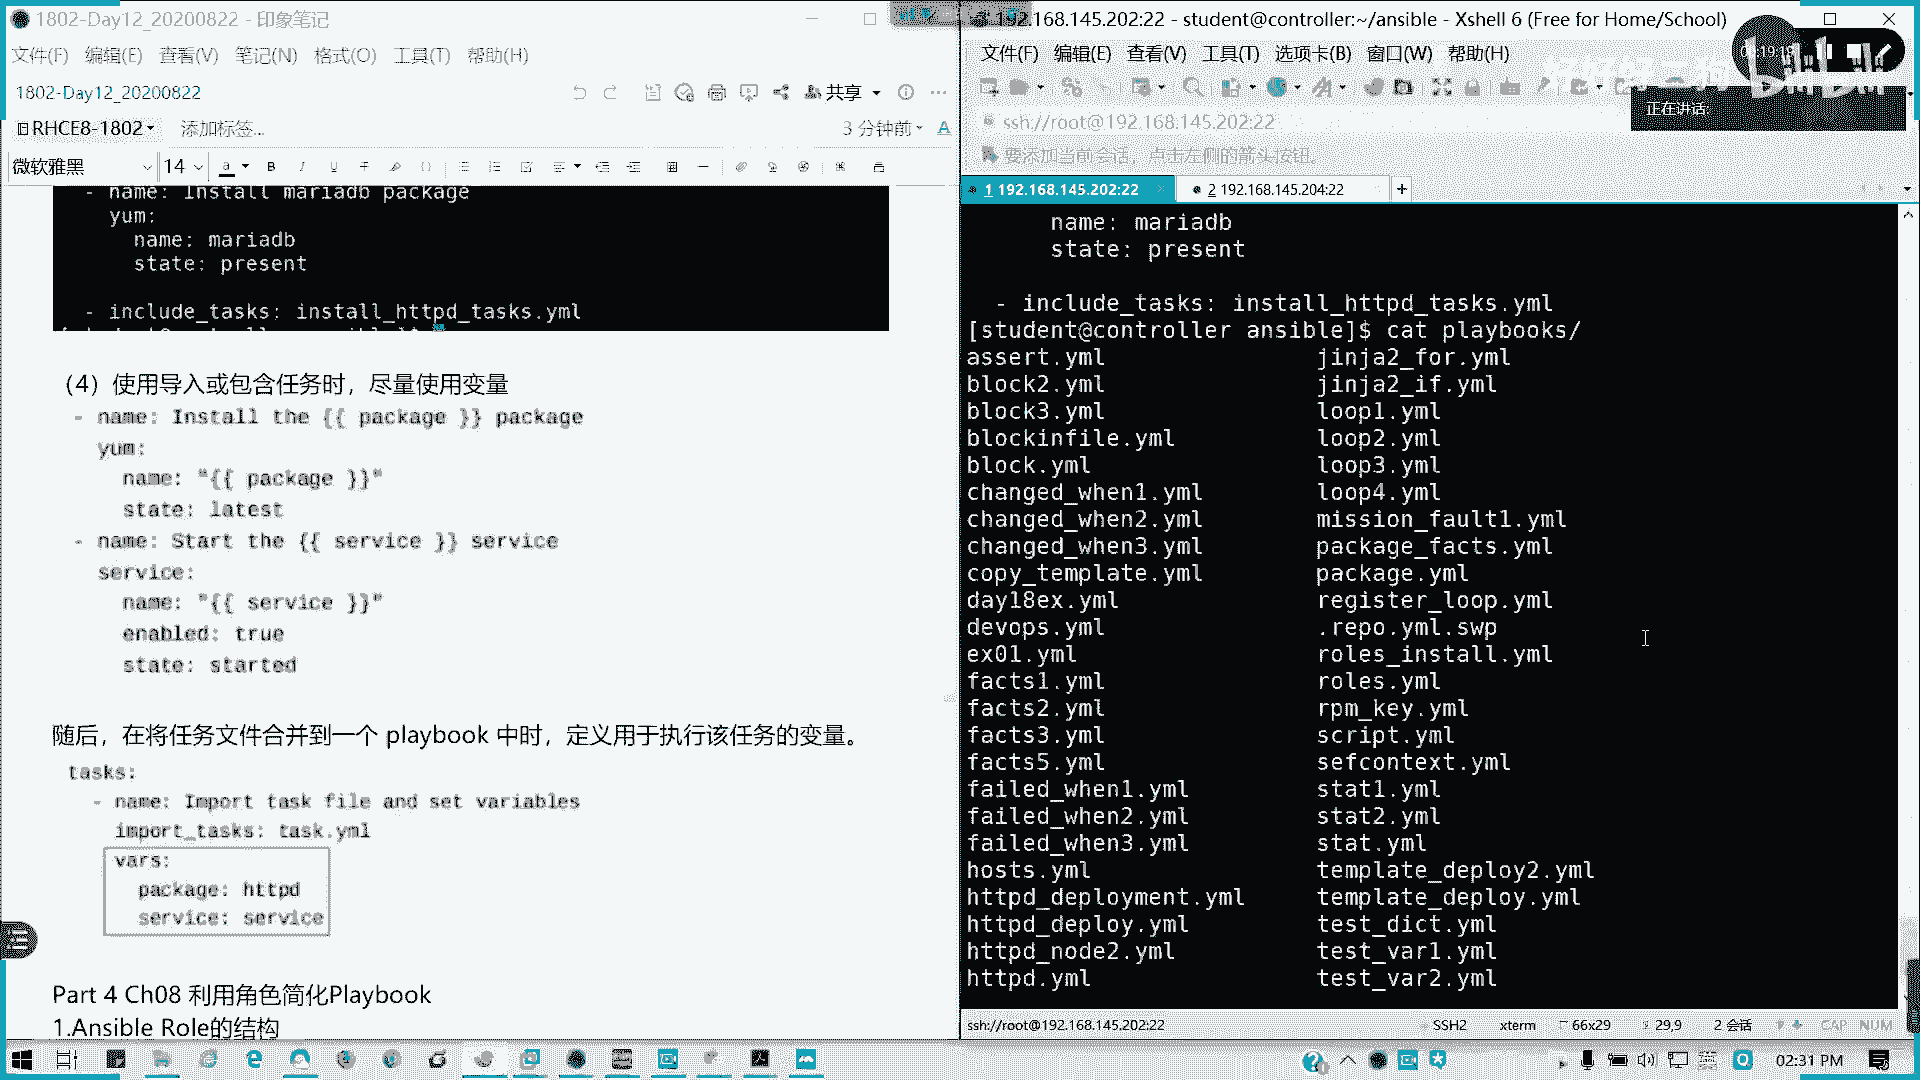 1802-Day12_20200822 - 印象笔记
文件(F) 编辑(E) 查看(V) 笔记(N) 格式(O) 工具(T) 帮助(H)
1802-Day12_20200822
共享
RHCE8-1802
添加标签...
3 分钟前
微软雅黑 14
- name: Install mariadb package
yum:
name: mariadb
state: present
- include_tasks: install_httpd_tasks.yml
（4）使用导入或包含任务时，尽量使用变量
- name: Install the {{ package }} package
yum:
name: "{{ package }}"
state: latest
- name: Start the {{ service }} service
service:
name: "{{ service }}"
enabled: true
state: started
随后，在将任务文件合并到一个 playbook 中时，定义用于执行该任务的变量。
tasks:
- name: Import task file and set variables
import_tasks: task.yml
vars:
package: httpd
service: service
Part 4 Ch08 利用角色简化Playbook
1.Ansible Role的结构
192.168.145.202:22 - student@controller:~/ansible - Xshell 6 (Free for Home/School)
文件(F) 编辑(E) 查看(V) 工具(T) 选项卡(B) 窗口(W) 帮助(H)
正在讲话:
ssh://root@192.168.145.202:22
要添加当前会话，点击左侧的箭头按钮。
1 192.168.145.202:22
2 192.168.145.204:22
name: mariadb
state: present
- include_tasks: install_httpd_tasks.yml
[student@controller ansible]$ cat playbooks/
assert.yml jinja2_for.yml
block2.yml jinja2_if.yml
block3.yml loop1.yml
blockinfile.yml loop2.yml
block.yml loop3.yml
changed_when1.yml loop4.yml
changed_when2.yml mission_fault1.yml
changed_when3.yml package_facts.yml
copy_template.yml package.yml
day18ex.yml register_loop.yml
devops.yml .repo.yml.swp
ex01.yml roles_install.yml
facts1.yml roles.yml
facts2.yml rpm_key.yml
facts3.yml script.yml
facts5.yml sefcontext.yml
failed_when1.yml stat1.yml
failed_when2.yml stat2.yml
failed_when3.yml stat.yml
hosts.yml template_deploy2.yml
httpd_deployment.yml template_deploy.yml
httpd_deploy.yml test_dict.yml
httpd_node2.yml test_var1.yml
httpd.yml test_var2.yml
ssh://root@192.168.145.202:22 SSH2 xterm 66x29 29,9 2 会话 CAP NUM
02:31 PM